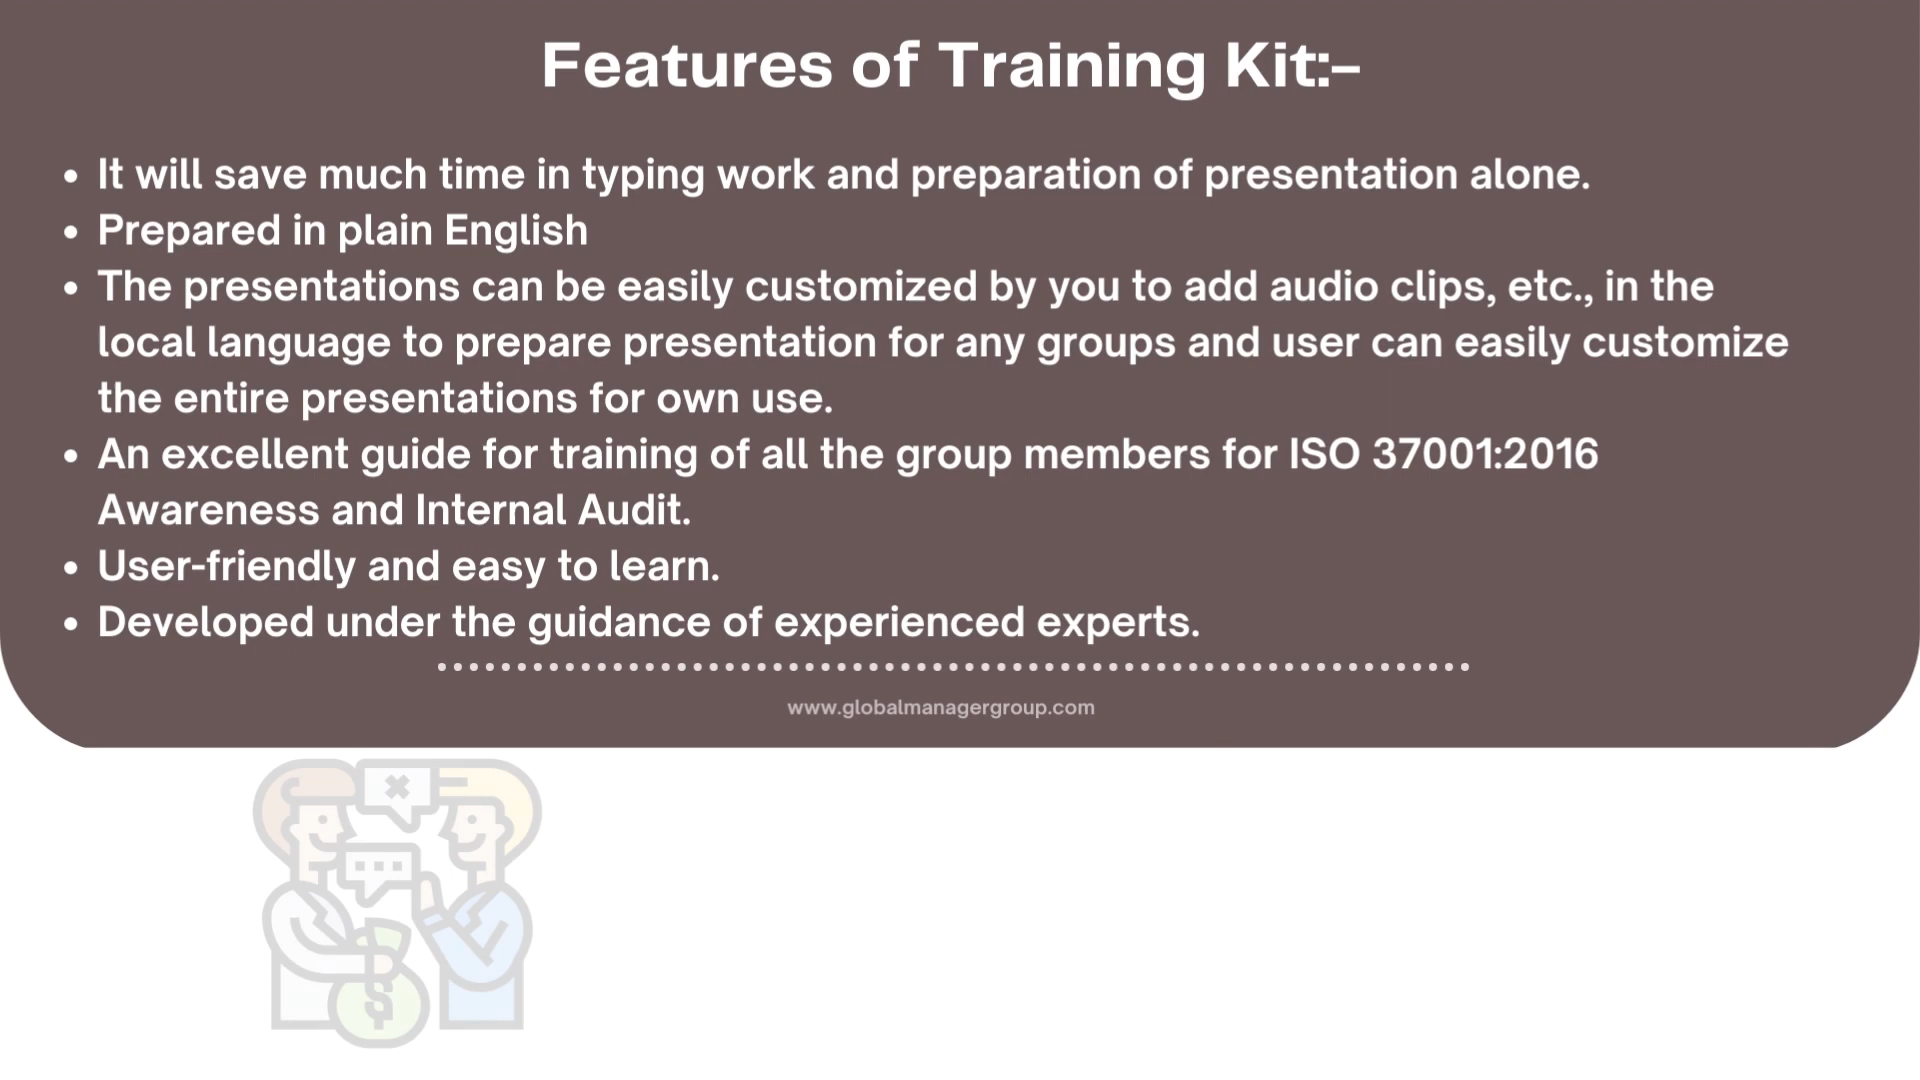 Features of Training Kit:–
• It will save much time in typing work and preparation of presentation alone.
• Prepared in plain English
• The presentations can be easily customized by you to add audio clips, etc., in the
local language to prepare presentation for any groups and user can easily customize
the entire presentations for own use.
• An excellent guide for training of all the group members for ISO 37001:2016
Awareness and Internal Audit.
• User-friendly and easy to learn.
• Developed under the guidance of experienced experts.
www.globalmanagergroup.com
$